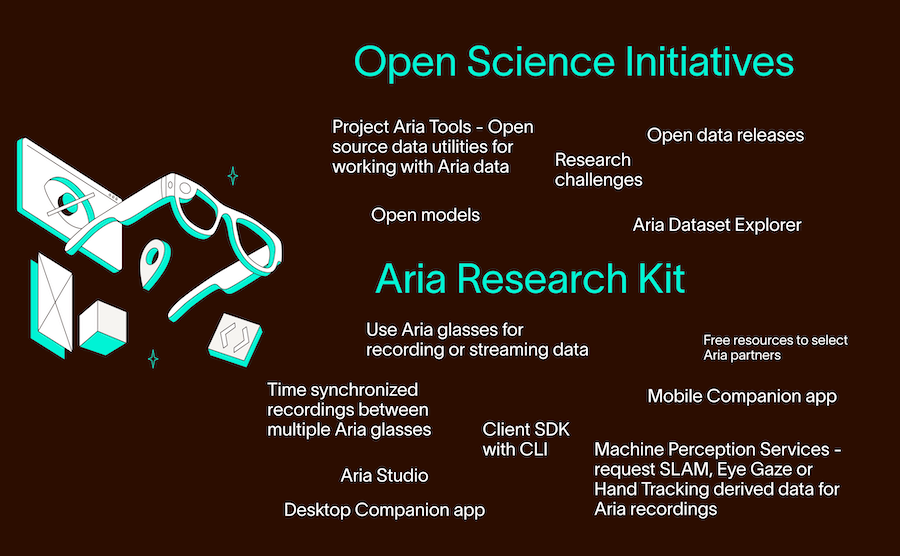 Open Science Initiatives
Project Aria Tools - Open
source data utilities for
working with Aria data
Open data releases
Research
challenges
Open models
Aria Dataset Explorer
Aria Research Kit
Use Aria glasses for
recording or streaming data
Free resources to select
Aria partners
Time synchronized
recordings between
multiple Aria glasses
Mobile Companion app
Client SDK
with CLI
Machine Perception Services -
request SLAM, Eye Gaze or
Hand Tracking derived data for
Aria recordings
Aria Studio
Desktop Companion app